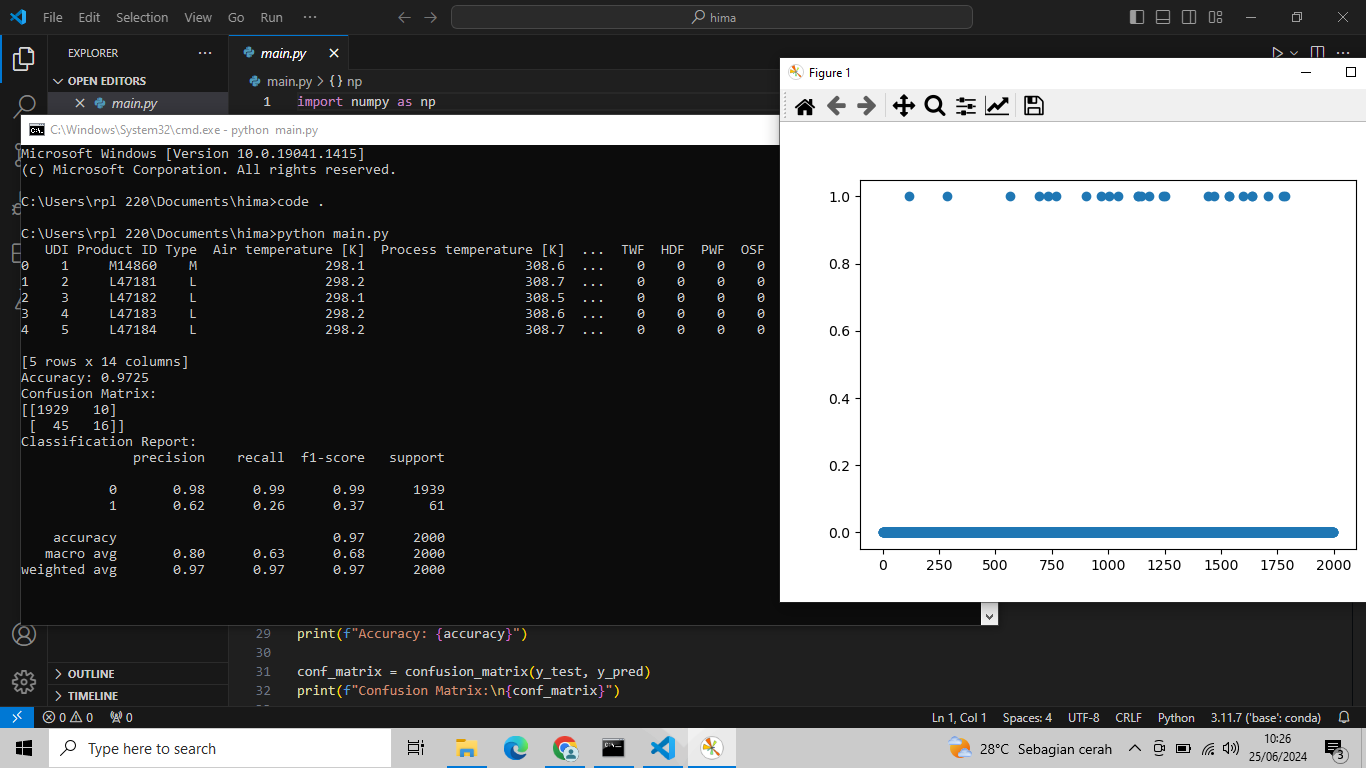 File Edit Selection View Go Run ··· hima
EXPLORER ···
OPEN EDITORS
main.py
main.py
main.py > {} np
1 import numpy as np
C:\Windows\System32\cmd.exe - python  main.py
Microsoft Windows [Version 10.0.19041.1415]
(c) Microsoft Corporation. All rights reserved.
C:\Users\rpl 220\Documents\hima>code .
C:\Users\rpl 220\Documents\hima>python main.py
   UDI Product ID Type  Air temperature [K]  Process temperature [K]  ...  TWF  HDF  PWF  OSF
0    1     M14860    M                298.1                    308.6  ...    0    0    0    0
1    2     L47181    L                298.2                    308.7  ...    0    0    0    0
2    3     L47182    L                298.1                    308.5  ...    0    0    0    0
3    4     L47183    L                298.2                    308.6  ...    0    0    0    0
4    5     L47184    L                298.2                    308.7  ...    0    0    0    0
[5 rows x 14 columns]
Accuracy: 0.9725
Confusion Matrix:
[[1929   10]
 [  45   16]]
Classification Report:
              precision    recall  f1-score   support
           0       0.98      0.99      0.99      1939
           1       0.62      0.26      0.37        61
    accuracy                           0.97      2000
   macro avg       0.80      0.63      0.68      2000
weighted avg       0.97      0.97      0.97      2000
Figure 1
1.0
0.8
0.6
0.4
0.2
0.0
0 250 500 750 1000 1250 1500 1750 2000
29 print(f"Accuracy: {accuracy}")
30
31 conf_matrix = confusion_matrix(y_test, y_pred)
32 print(f"Confusion Matrix:\n{conf_matrix}")
OUTLINE
TIMELINE
0 0 0 Ln 1, Col 1 Spaces: 4 UTF-8 CRLF Python 3.11.7 ('base': conda)
Type here to search
28°C Sebagian cerah
10:26
25/06/2024
3